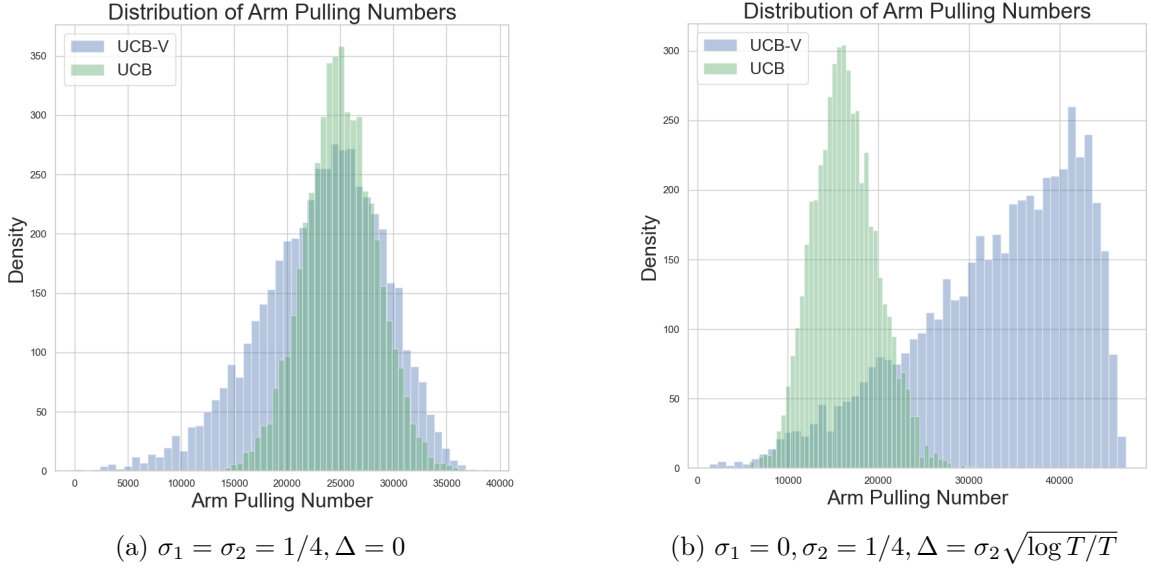 Distribution of Arm Pulling Numbers
UCB-V
UCB
350
300
250
200
150
100
50
0
Density
0 5000 10000 15000 20000 25000 30000 35000 40000
Arm Pulling Number
(a) σ₁ = σ₂ = 1/4, Δ = 0
Distribution of Arm Pulling Numbers
UCB-V
UCB
300
250
200
150
100
50
0
Density
0 10000 20000 30000 40000
Arm Pulling Number
(b) σ₁ = 0, σ₂ = 1/4, Δ = σ₂√log T/T